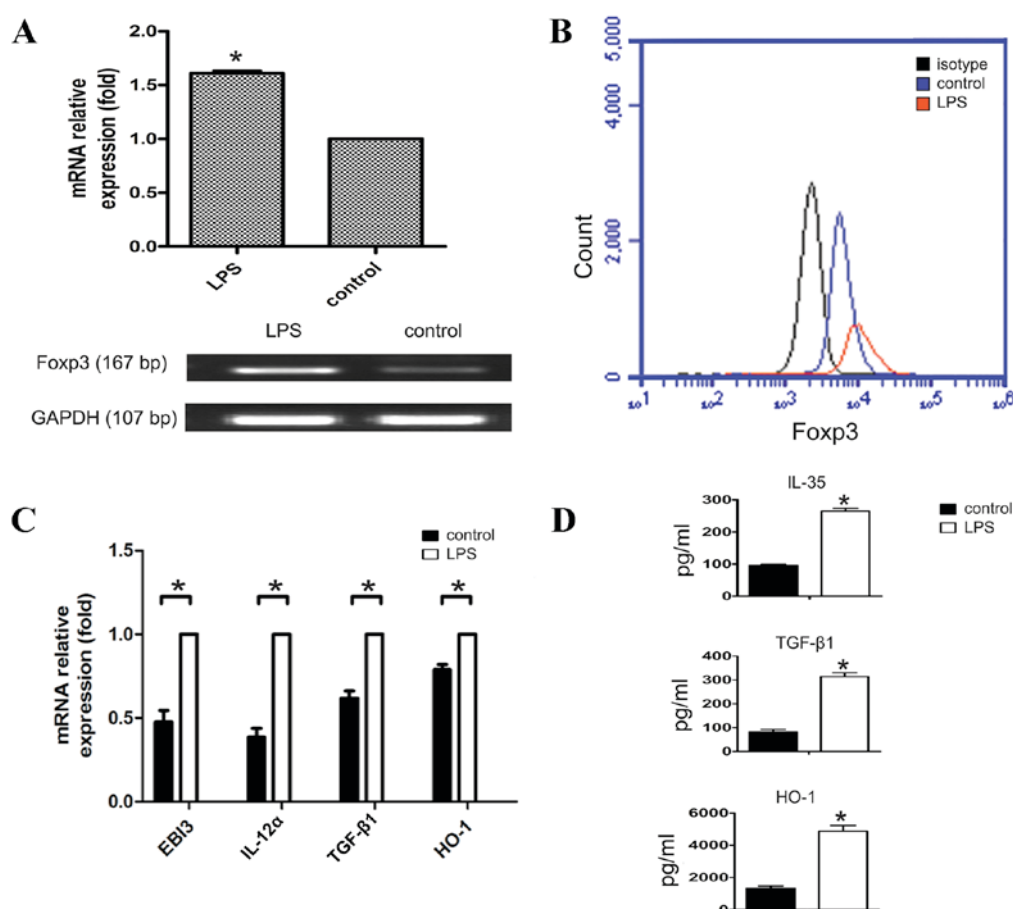 A
mRNA relative
expression (fold)
2.0
1.5
1.0
0.5
0.0
*
LPS
control
LPS control
Foxp3 (167 bp)
GAPDH (107 bp)
B
Count
5,000
4,000
2,000
0
isotype
control
LPS
10¹ 10² 10³ 10⁴ 10⁵ 10⁶
Foxp3
C
mRNA relative
expression (fold)
control
LPS
1.5
1.0
0.5
0.0
* * * *
EBI3
IL-12α
TGF-β1
HO-1
D
control
LPS
IL-35
pg/ml
300
200
100
0
*
TGF-β1
pg/ml
400
300
200
100
0
*
HO-1
pg/ml
6000
4000
2000
0
*